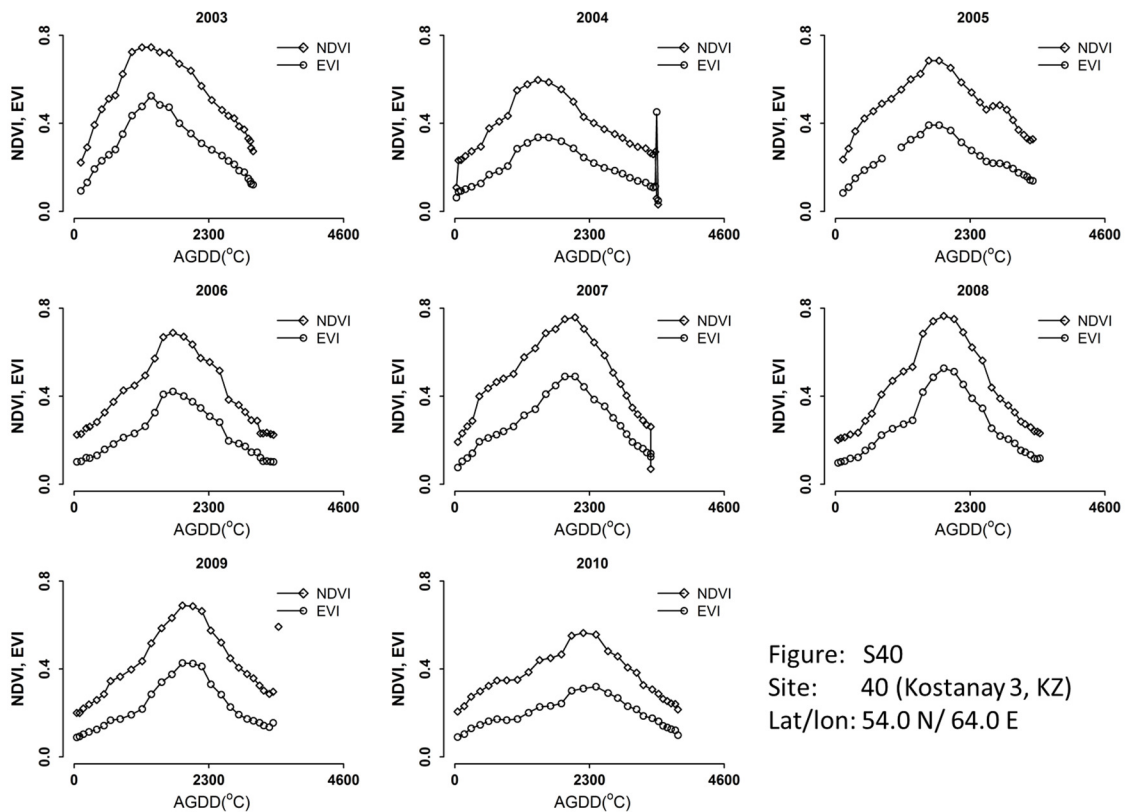 2003
2004
2005
NDVI, EVI
0.8
0.4
0.0
NDVI
EVI
0
2300
4600
AGDD(°C)
NDVI, EVI
0.8
0.4
0.0
NDVI
EVI
0
2300
4600
AGDD(°C)
NDVI, EVI
0.8
0.4
0.0
NDVI
EVI
0
2300
4600
AGDD(°C)
2006
2007
2008
NDVI, EVI
0.8
0.4
0.0
NDVI
EVI
0
2300
4600
AGDD(°C)
NDVI, EVI
0.8
0.4
0.0
NDVI
EVI
0
2300
4600
AGDD(°C)
NDVI, EVI
0.8
0.4
0.0
NDVI
EVI
0
2300
4600
AGDD(°C)
2009
2010
NDVI, EVI
0.8
0.4
0.0
NDVI
EVI
0
2300
4600
AGDD(°C)
NDVI, EVI
0.8
0.4
0.0
NDVI
EVI
0
2300
4600
AGDD(°C)
Figure: S40
Site: 40 (Kostanay 3, KZ)
Lat/lon: 54.0 N/ 64.0 E